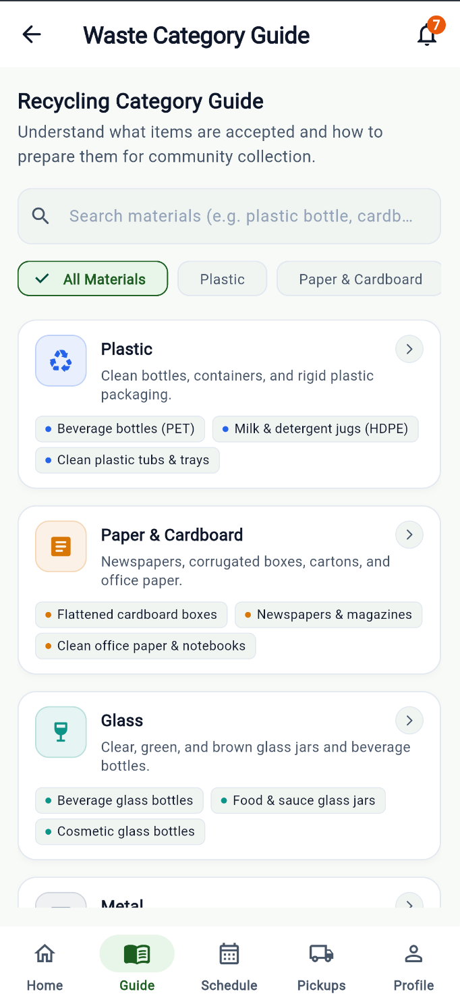 Waste Category Guide
7
Recycling Category Guide
Understand what items are accepted and how to
prepare them for community collection.
Search materials (e.g. plastic bottle, cardb...
All Materials
Plastic
Paper & Cardboard
Plastic
Clean bottles, containers, and rigid plastic
packaging.
Beverage bottles (PET)
Milk & detergent jugs (HDPE)
Clean plastic tubs & trays
Paper & Cardboard
Newspapers, corrugated boxes, cartons, and
office paper.
Flattened cardboard boxes
Newspapers & magazines
Clean office paper & notebooks
Glass
Clear, green, and brown glass jars and beverage
bottles.
Beverage glass bottles
Food & sauce glass jars
Cosmetic glass bottles
Metal
Home
Guide
Schedule
Pickups
Profile